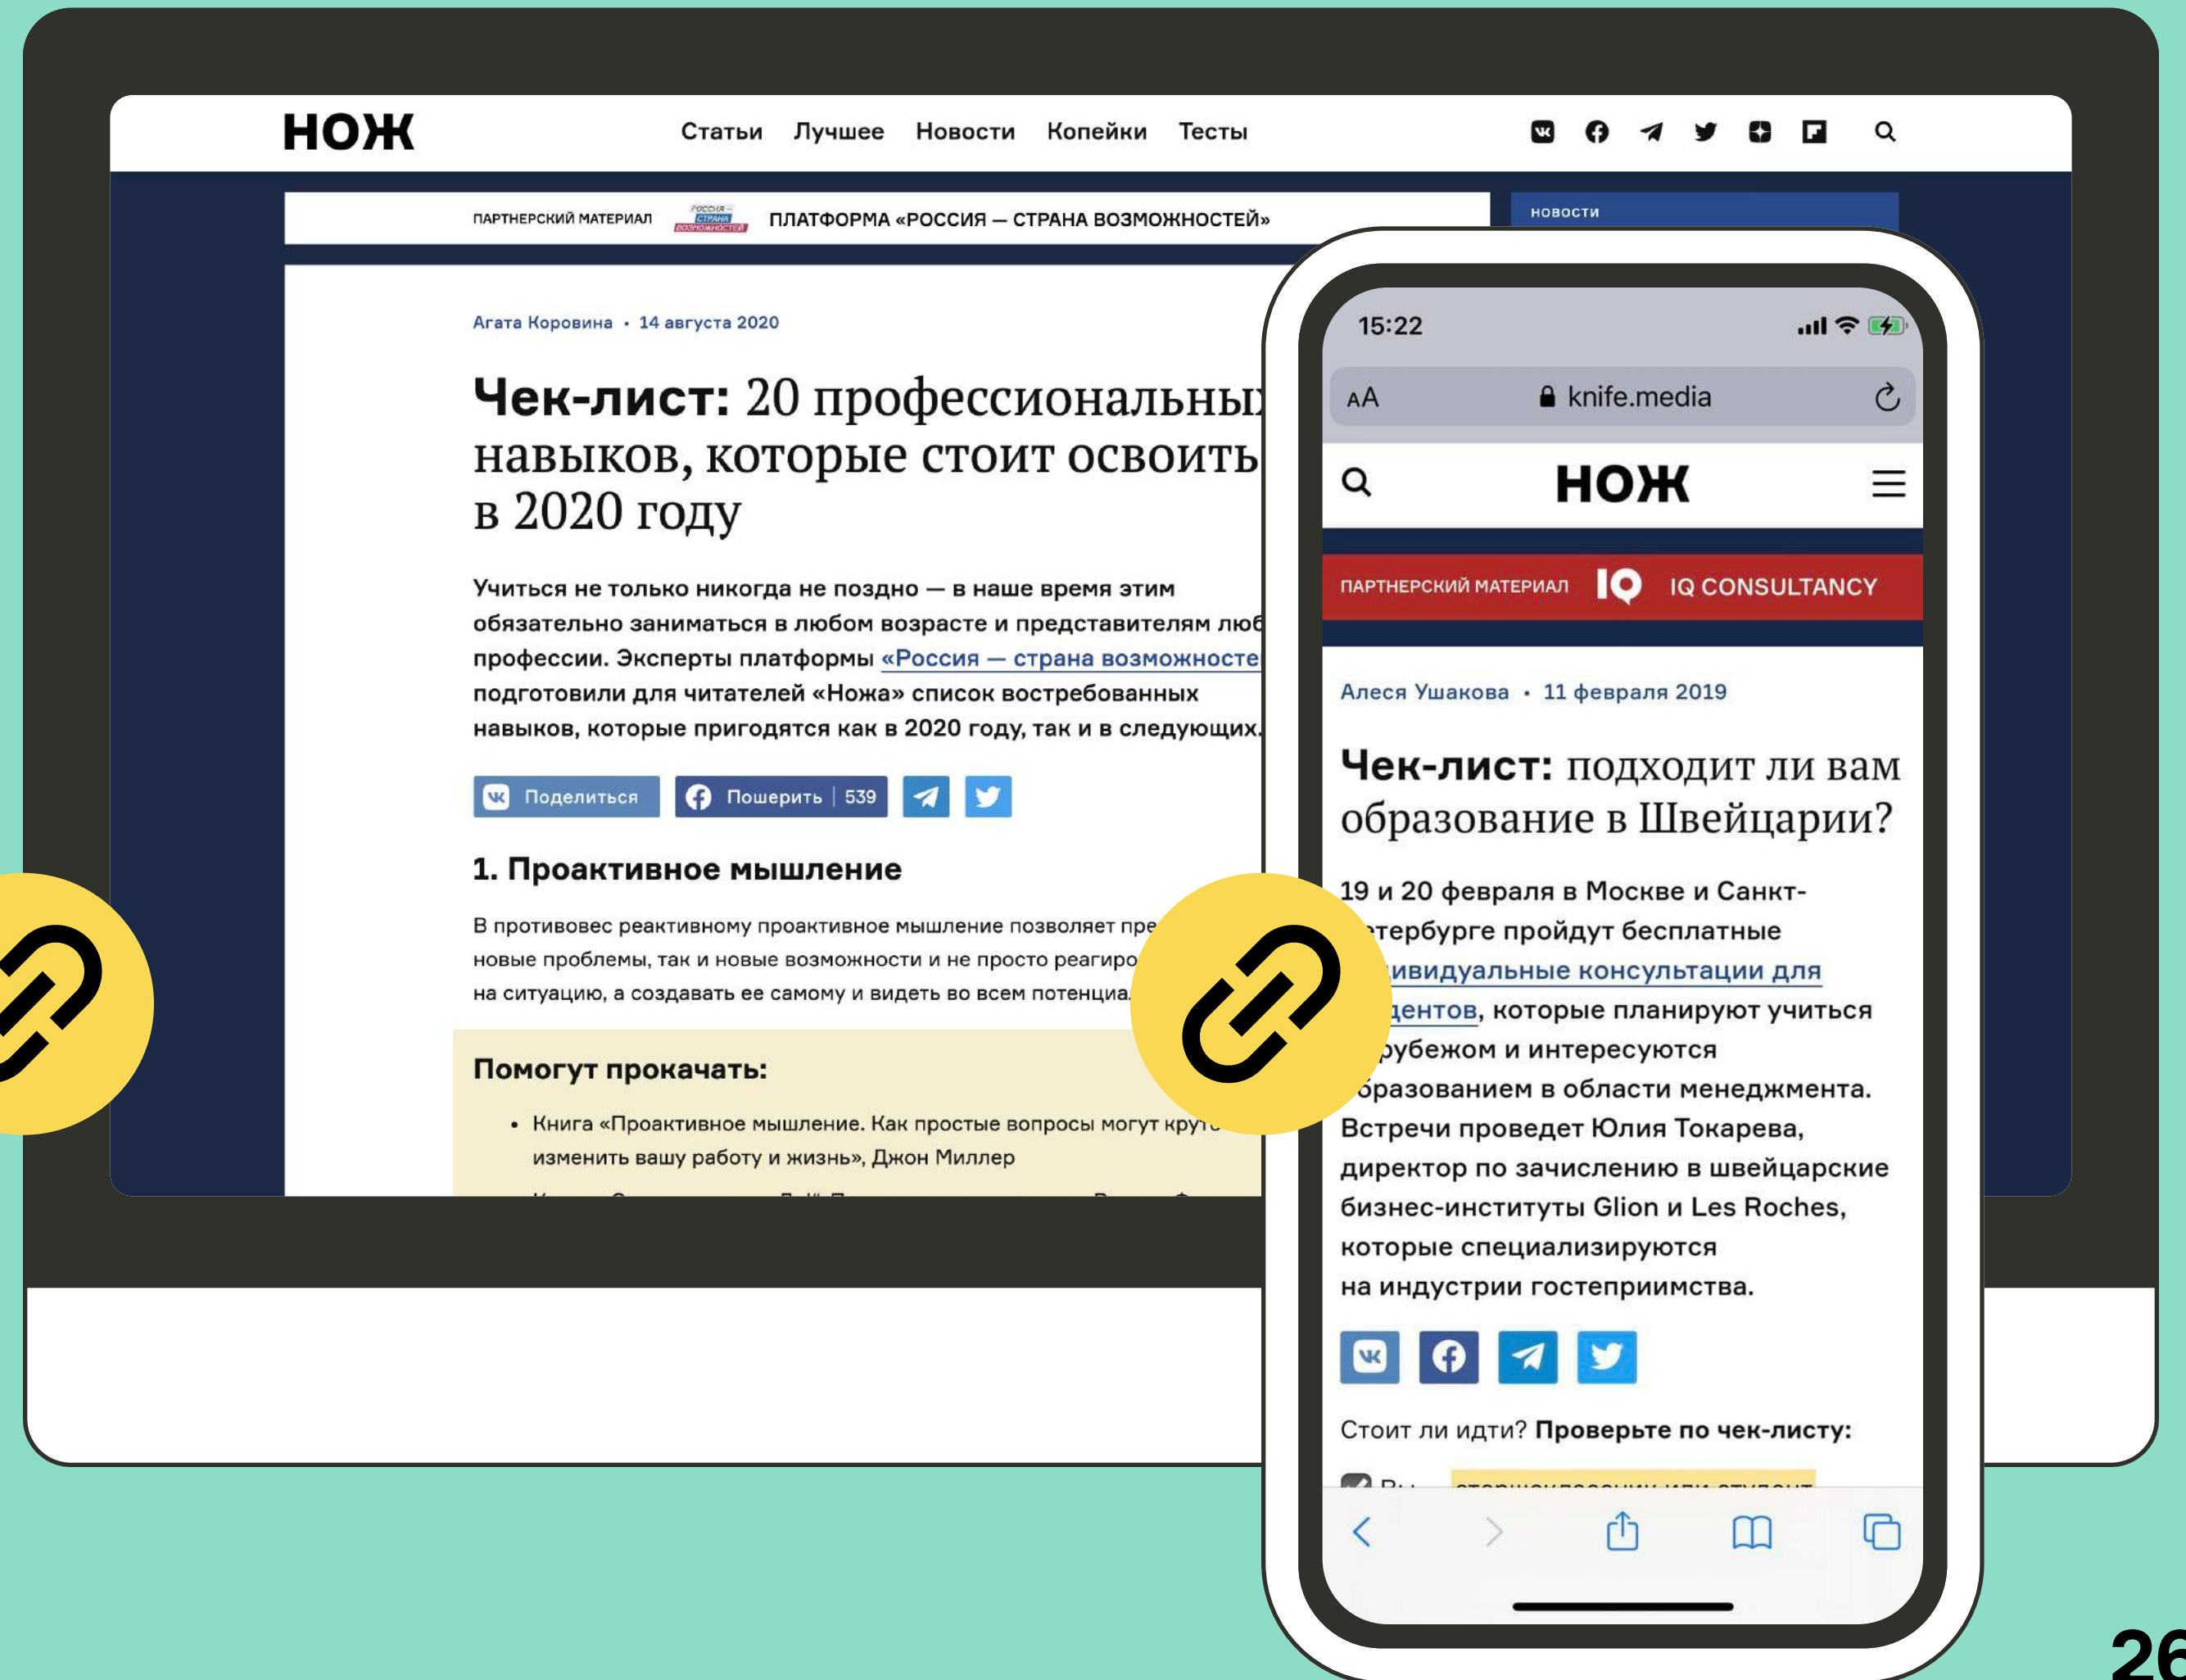 НОЖ
Статьи Лучшее Новости Копейки Тесты
ПАРТНЕРСКИЙ МАТЕРИАЛ РОССИЯ – СТРАНА ВОЗМОЖНОСТЕЙ ПЛАТФОРМА «РОССИЯ — СТРАНА ВОЗМОЖНОСТЕЙ»
НОВОСТИ
Агата Коровина • 14 августа 2020
Чек-лист: 20 профессиональных
навыков, которые стоит освоить
в 2020 году
Учиться не только никогда не поздно — в наше время этим
обязательно заниматься в любом возрасте и представителям люб
профессии. Эксперты платформы «Россия — страна возможносте
подготовили для читателей «Ножа» список востребованных
навыков, которые пригодятся как в 2020 году, так и в следующих.
Поделиться Пошерить | 539
1. Проактивное мышление
В противовес реактивному проактивное мышление позволяет пре
новые проблемы, так и новые возможности и не просто реагиро
на ситуацию, а создавать ее самому и видеть во всем потенциа
Помогут прокачать:
• Книга «Проактивное мышление. Как простые вопросы могут круто
изменить вашу работу и жизнь», Джон Миллер
15:22
AA knife.media
НОЖ
ПАРТНЕРСКИЙ МАТЕРИАЛ IQ IQ CONSULTANCY
Алеся Ушакова • 11 февраля 2019
Чек-лист: подходит ли вам
образование в Швейцарии?
19 и 20 февраля в Москве и Санкт-
тербурге пройдут бесплатные
ивидуальные консультации для
дентов, которые планируют учиться
рубежом и интересуются
бразованием в области менеджмента.
Встречи проведет Юлия Токарева,
директор по зачислению в швейцарские
бизнес-институты Glion и Les Roches,
которые специализируются
на индустрии гостеприимства.
Стоит ли идти? Проверьте по чек-листу:
26